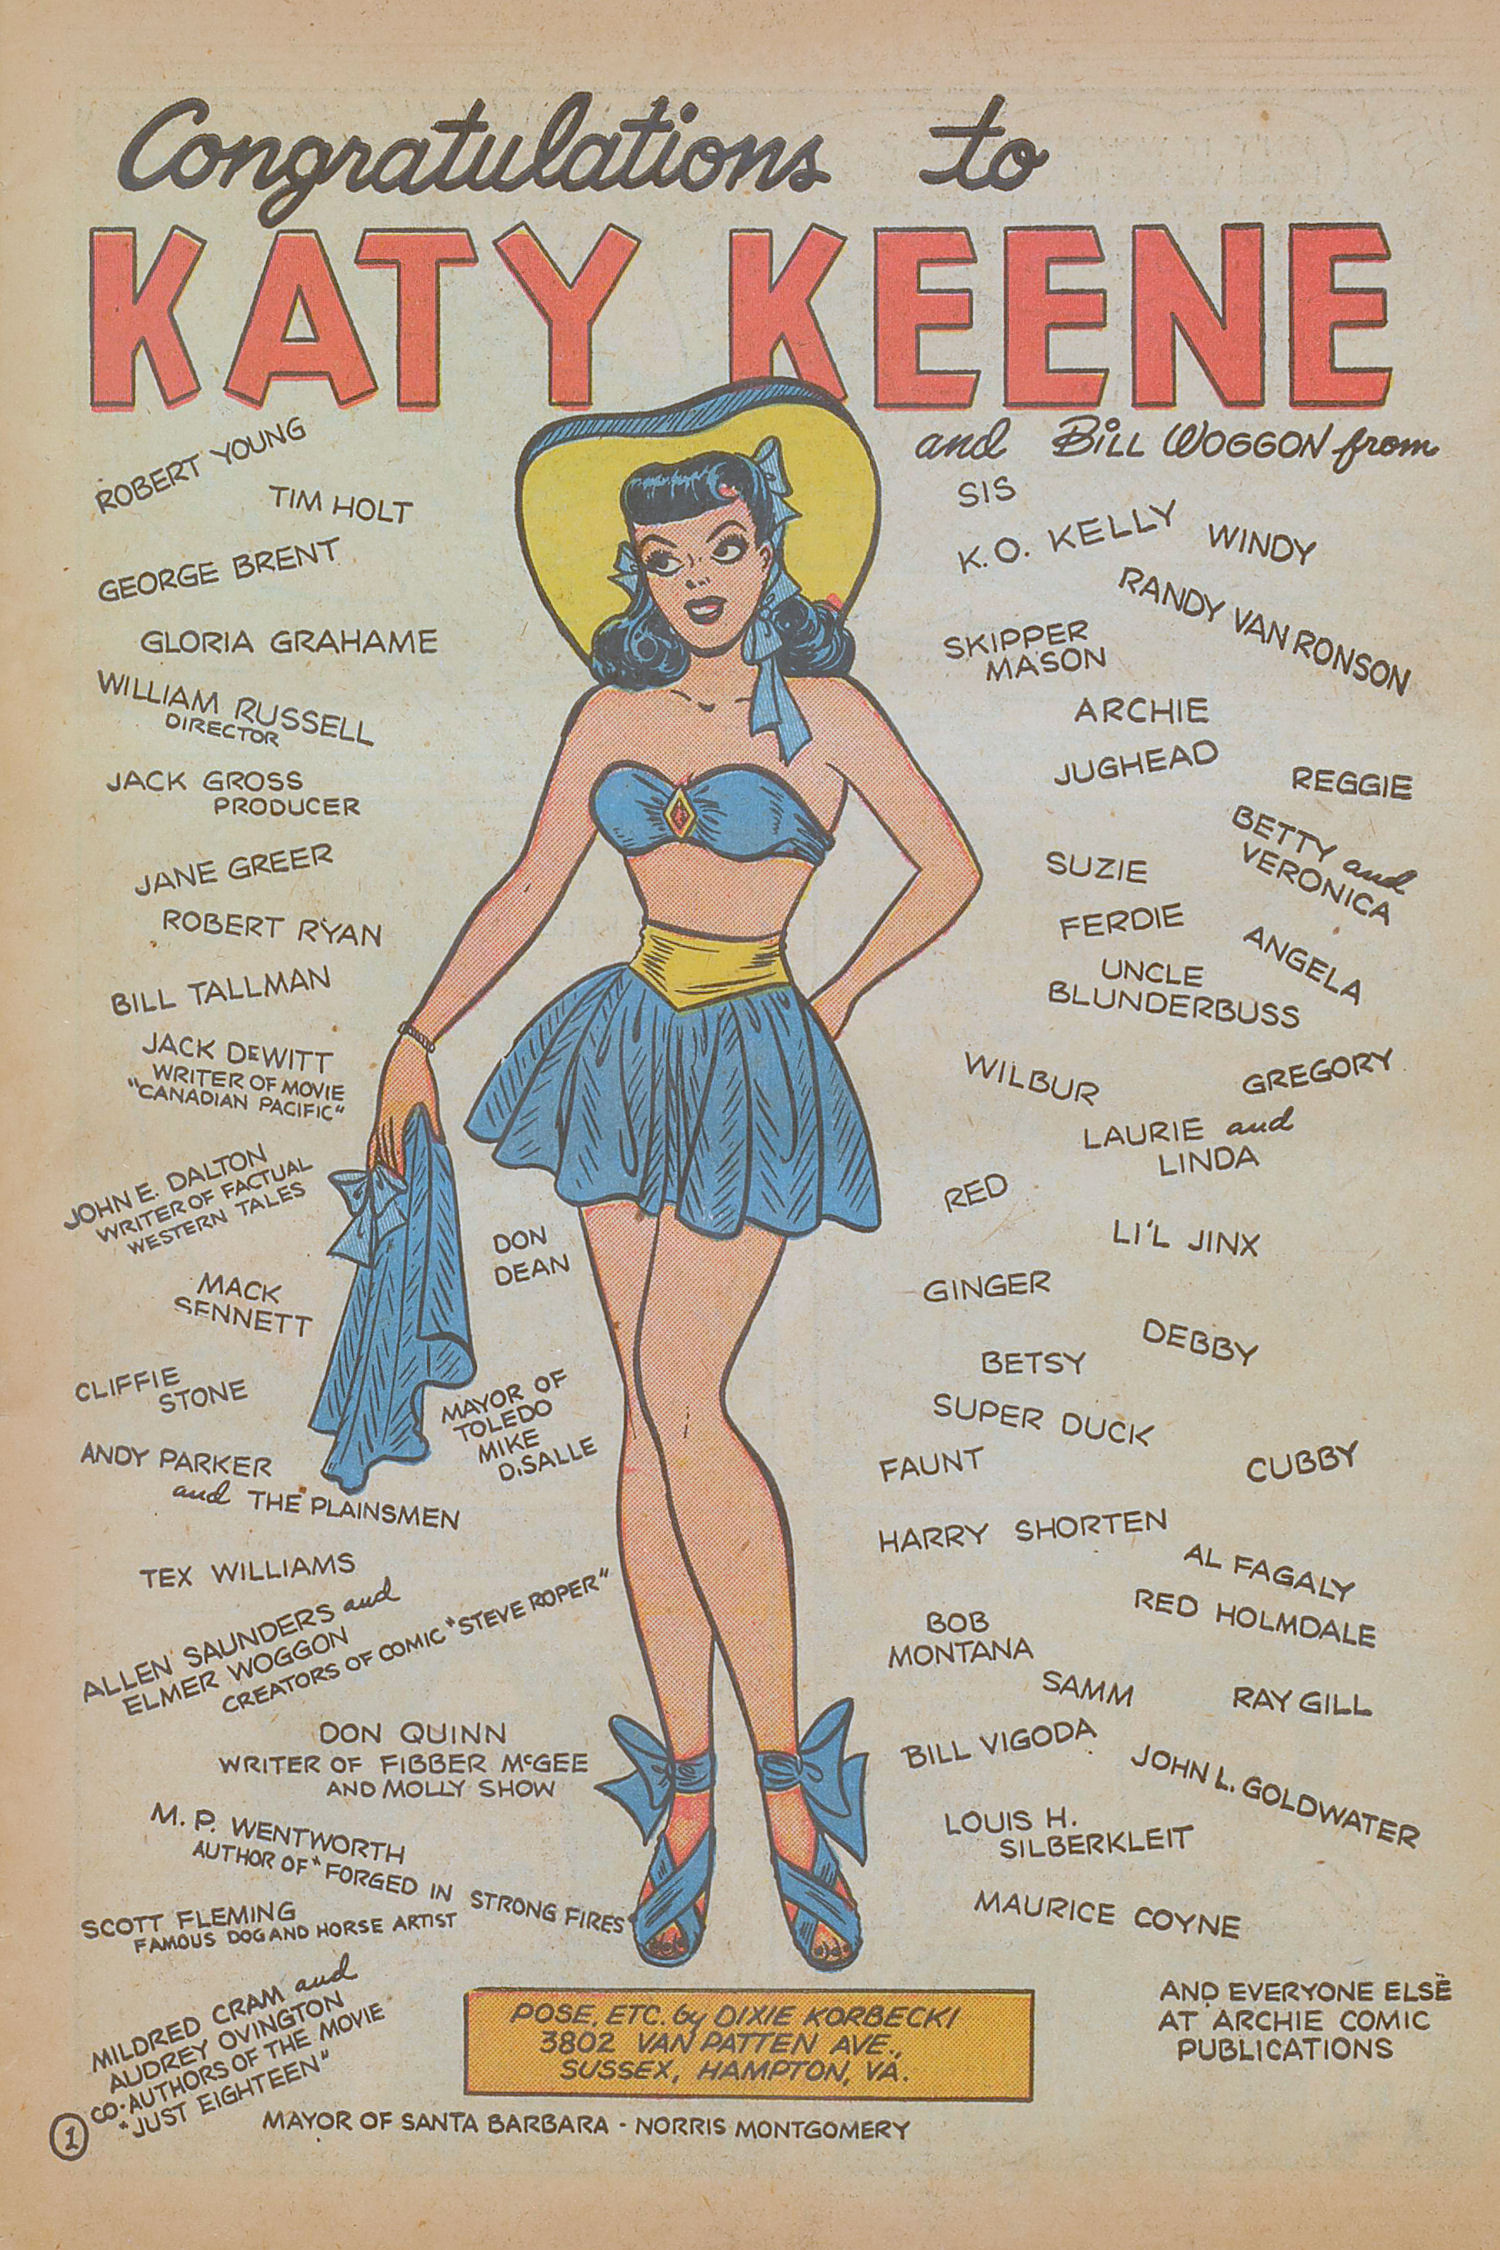 Congratulations to
KATY KEENE
and BILL WOGGON from
ROBERT YOUNG
TIM HOLT
GEORGE BRENT
GLORIA GRAHAME
WILLIAM RUSSELL
DIRECTOR
JACK GROSS
PRODUCER
JANE GREER
ROBERT RYAN
BILL TALLMAN
JACK DEWITT
WRITER OF MOVIE
"CANADIAN PACIFIC"
JOHN E. DALTON
WRITER OF FACTUAL
WESTERN TALES
MACK
SENNETT
CLIFFIE
STONE
ANDY PARKER
and THE PLAINSMEN
TEX WILLIAMS
ALLEN SAUNDERS and
ELMER WOGGON
CREATORS OF COMIC "STEVE ROPER"
DON QUINN
WRITER OF FIBBER McGEE
AND MOLLY SHOW
M. P. WENTWORTH
AUTHOR OF "FORGED IN STRONG FIRES"
SCOTT FLEMING
FAMOUS DOG AND HORSE ARTIST
MILDRED CRAM and
AUDREY OVINGTON
CO-AUTHORS OF THE MOVIE
"JUST EIGHTEEN"
DON
DEAN
MAYOR OF
TOLEDO
MIKE
DiSALLE
SIS
K.O. KELLY
WINDY
RANDY VAN RONSON
SKIPPER
MASON
ARCHIE
JUGHEAD
REGGIE
BETTY and
VERONICA
SUZIE
FERDIE
ANGELA
UNCLE
BLUNDERBUSS
WILBUR
GREGORY
LAURIE and
LINDA
RED
LI'L JINX
GINGER
DEBBY
BETSY
SUPER DUCK
FAUNT
CUBBY
HARRY SHORTEN
AL FAGALY
RED HOLMDALE
BOB
MONTANA
SAMM
RAY GILL
BILL VIGODA
JOHN L. GOLDWATER
LOUIS H.
SILBERKLEIT
MAURICE COYNE
AND EVERYONE ELSE
AT ARCHIE COMIC
PUBLICATIONS
POSE, ETC. by DIXIE KORBECKI
3802 VAN PATTEN AVE.,
SUSSEX, HAMPTON, VA.
MAYOR OF SANTA BARBARA - NORRIS MONTGOMERY
1